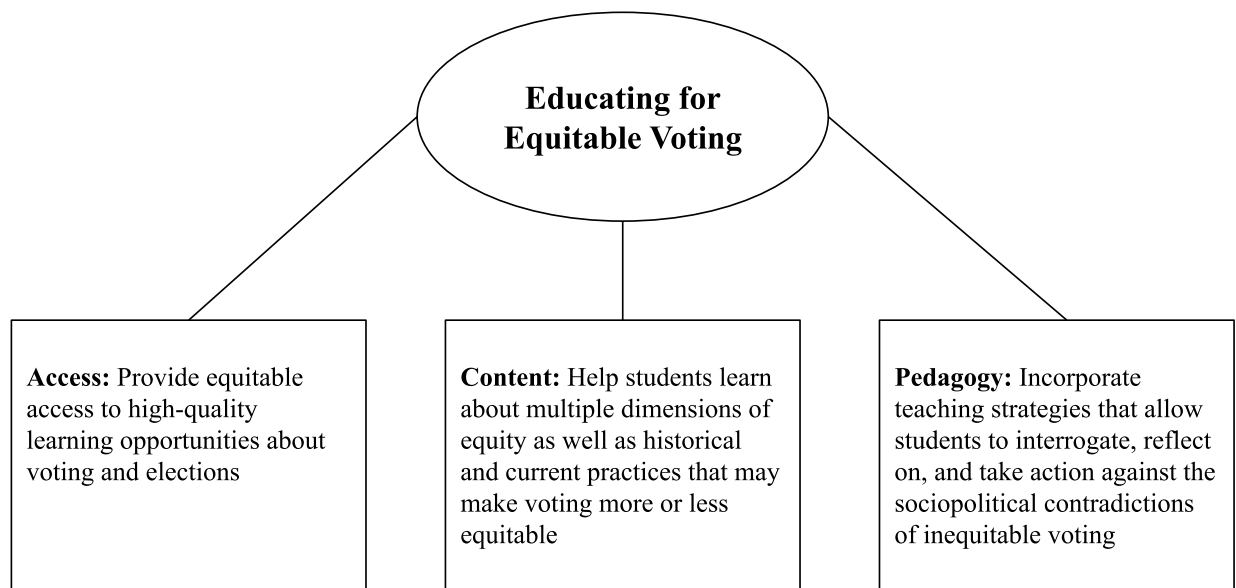 Educating for
Equitable Voting
Access: Provide equitable
access to high-quality
learning opportunities about
voting and elections
Content: Help students learn
about multiple dimensions of
equity as well as historical
and current practices that may
make voting more or less
equitable
Pedagogy: Incorporate
teaching strategies that allow
students to interrogate, reflect
on, and take action against the
sociopolitical contradictions
of inequitable voting